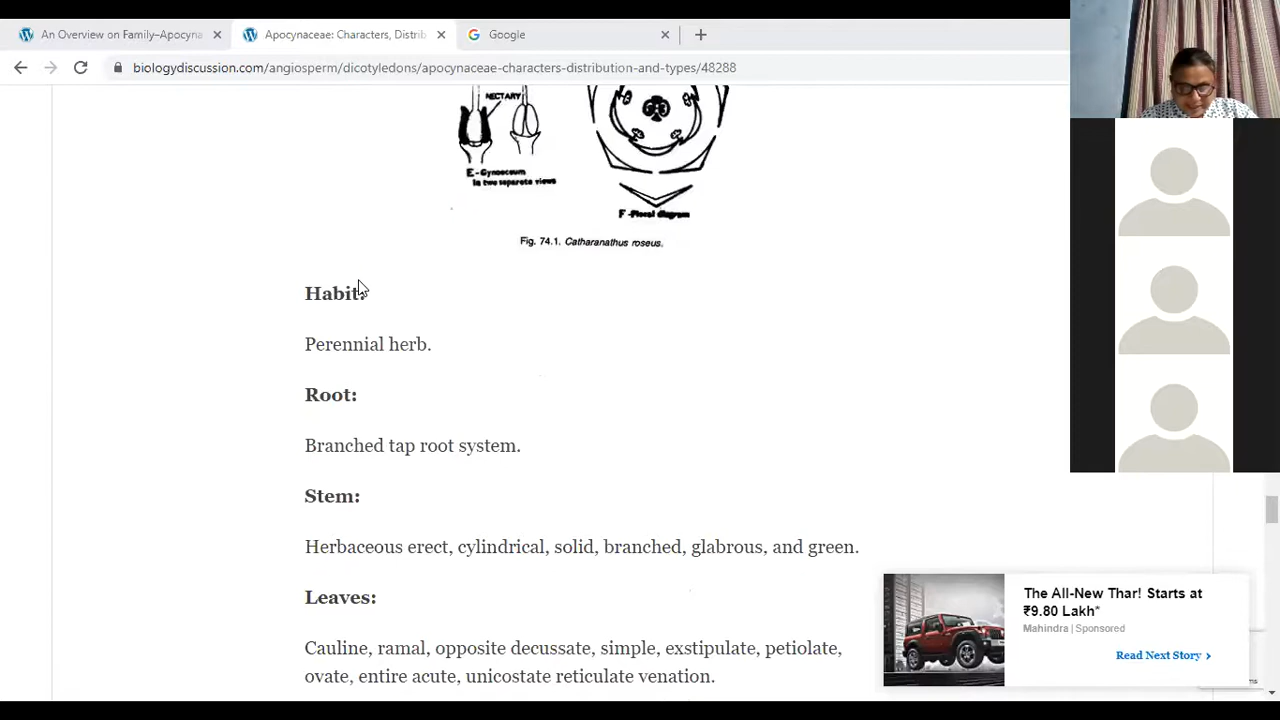 An Overview on Family–Apocyna
Apocynaceae: Characters, Distrib
Google
biologydiscussion.com/angiosperm/dicotyledons/apocynaceae-characters-distribution-and-types/48288
NECTARY
E-Gynoeceum
in two separate views
F-Floral diagram
Fig. 74.1. Catharanathus roseus.
Habit:
Perennial herb.
Root:
Branched tap root system.
Stem:
Herbaceous erect, cylindrical, solid, branched, glabrous, and green.
Leaves:
Cauline, ramal, opposite decussate, simple, exstipulate, petiolate,
ovate, entire acute, unicostate reticulate venation.
The All-New Thar! Starts at
₹9.80 Lakh*
Mahindra | Sponsored
Read Next Story >